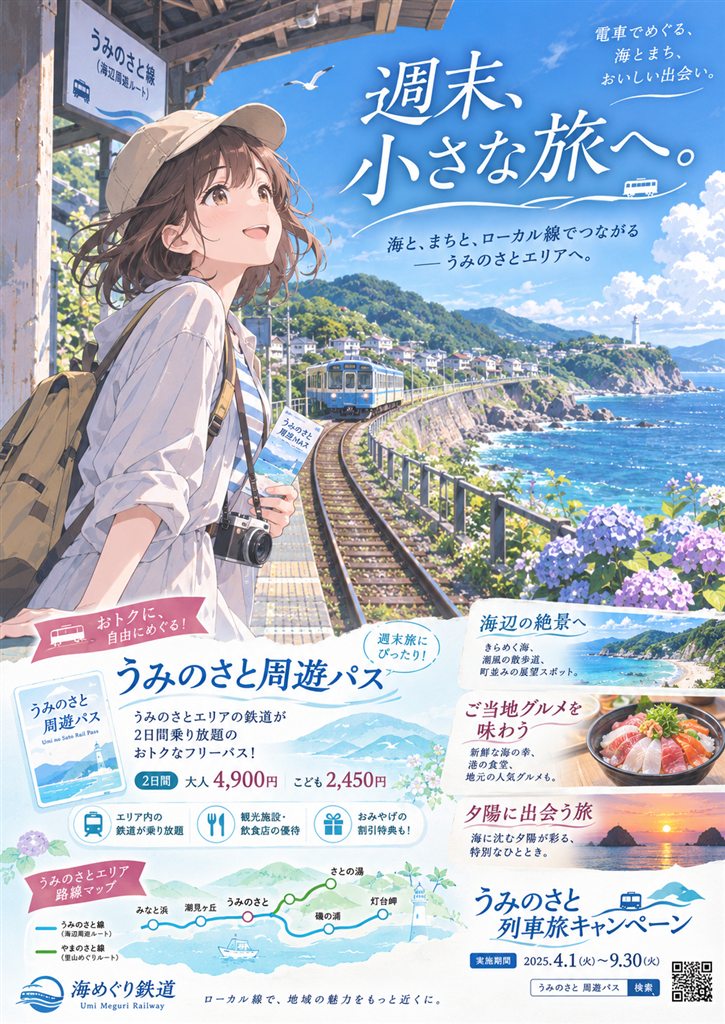 うみのさと線
(海辺周遊ルート)
電車でめぐる、
海とまち、
おいしい出会い。
週末、
小さな旅へ。
海と、まちと、ローカル線でつながる
── うみのさとエリアへ。
うみのさと
周遊MAス
おトクに、
自由にめぐる!
週末旅に
ぴったり!
うみのさと周遊パス
うみのさと
周遊パス
Umi no Sato Rail Pass
うみのさとエリアの鉄道が
2日間乗り放題の
おトクなフリーパス!
2日間 大人 4,900円 こども 2,450円
エリア内の
鉄道が乗り放題
観光施設・
飲食店の優待
おみやげの
割引特典も!
海辺の絶景へ
きらめく海、
潮風の散歩道、
町並みの展望スポット。
ご当地グルメを
味わう
新鮮な海の幸、
港の食堂、
地元の人気グルメも。
夕陽に出会う旅
海に沈む夕陽が彩る、
特別なひととき。
うみのさとエリア
路線マップ
うみのさと線
(海辺周遊ルート)
やまのさと線
(里山めぐりルート)
みなと浜
潮見ヶ丘
うみのさと
さとの湯
磯の浦
灯台岬
うみのさと
列車旅キャンペーン
実施期間 2025.4.1(火)～9.30(火)
うみのさと 周遊パス 検索
海めぐり鉄道
Umi Meguri Railway
ローカル線で、地域の魅力をもっと近くに。